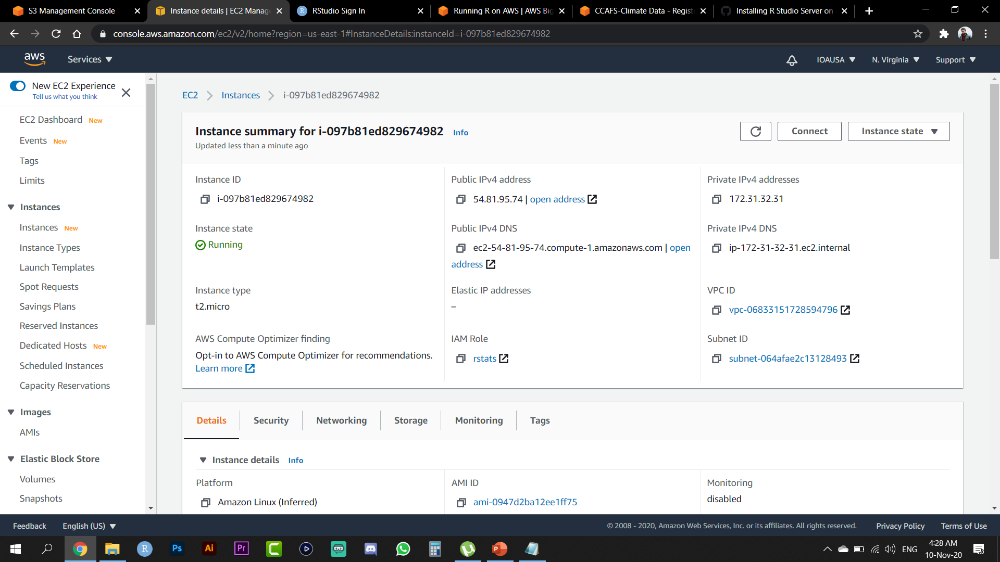 S3 Management Console
Instance details | EC2 Manag
RStudio Sign In
Running R on AWS | AWS Big
CCAFS-Climate Data - Regist
Installing R Studio Server on
console.aws.amazon.com/ec2/v2/home?region=us-east-1#InstanceDetails:instanceId=i-097b81ed829674982
aws
Services
IOAUSA
N. Virginia
Support
New EC2 Experience
Tell us what you think
EC2 Dashboard New
Events New
Tags
Limits
Instances
Instances New
Instance Types
Launch Templates
Spot Requests
Savings Plans
Reserved Instances
Dedicated Hosts New
Scheduled Instances
Capacity Reservations
Images
AMIs
Elastic Block Store
Volumes
Snapshots
EC2 > Instances > i-097b81ed829674982
Instance summary for i-097b81ed829674982 Info
Updated less than a minute ago
Connect
Instance state
Instance ID
i-097b81ed829674982
Public IPv4 address
54.81.95.74 | open address
Private IPv4 addresses
172.31.32.31
Instance state
Running
Public IPv4 DNS
ec2-54-81-95-74.compute-1.amazonaws.com | open
address
Private IPv4 DNS
ip-172-31-32-31.ec2.internal
Instance type
t2.micro
Elastic IP addresses
–
VPC ID
vpc-06833151728594796
AWS Compute Optimizer finding
Opt-in to AWS Compute Optimizer for recommendations.
Learn more
IAM Role
rstats
Subnet ID
subnet-064afae2c13128493
Details
Security
Networking
Storage
Monitoring
Tags
Instance details Info
Platform
Amazon Linux (Inferred)
AMI ID
ami-0947d2ba12ee1ff75
Monitoring
disabled
Feedback
English (US)
© 2008 - 2020, Amazon Web Services, Inc. or its affiliates. All rights reserved.
Privacy Policy
Terms of Use
R
Ps
Ai
Pr
C
P
ENG
4:28 AM
10-Nov-20